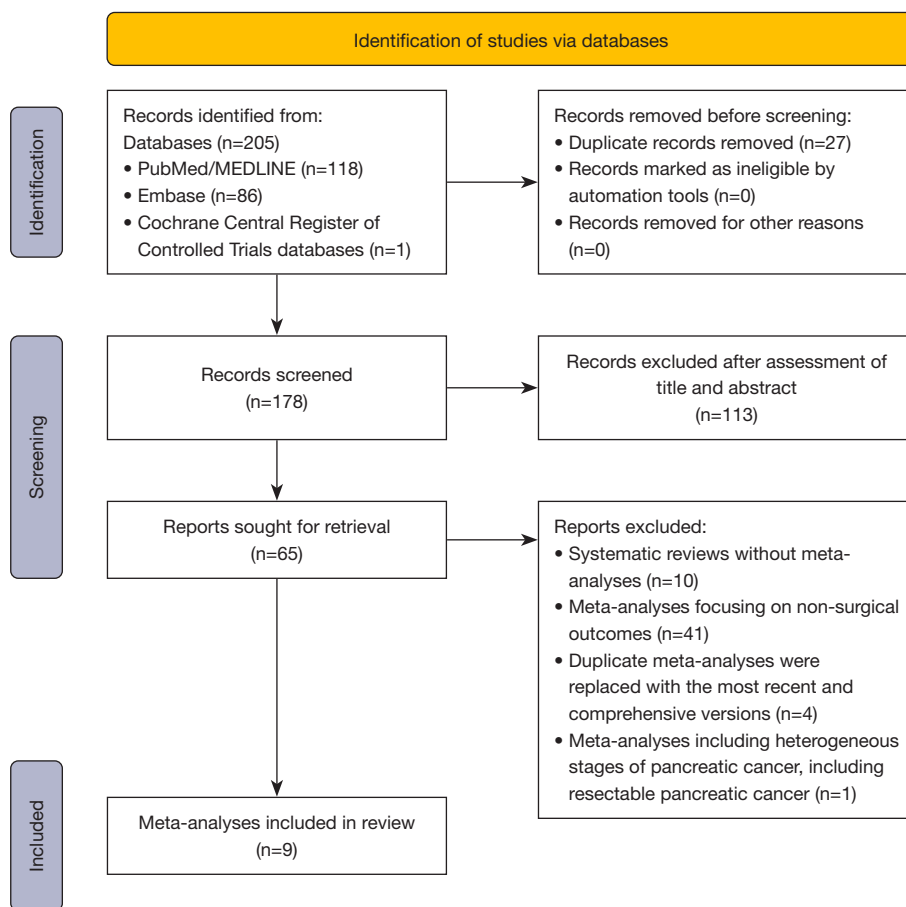 Identification of studies via databases
Identification
Records identified from:
Databases (n=205)
• PubMed/MEDLINE (n=118)
• Embase (n=86)
• Cochrane Central Register of
Controlled Trials databases (n=1)
Records removed before screening:
• Duplicate records removed (n=27)
• Records marked as ineligible by
automation tools (n=0)
• Records removed for other reasons
(n=0)
Screening
Records screened
(n=178)
Records excluded after assessment of
title and abstract
(n=113)
Reports sought for retrieval
(n=65)
Reports excluded:
• Systematic reviews without meta-
analyses (n=10)
• Meta-analyses focusing on non-surgical
outcomes (n=41)
• Duplicate meta-analyses were
replaced with the most recent and
comprehensive versions (n=4)
• Meta-analyses including heterogeneous
stages of pancreatic cancer, including
resectable pancreatic cancer (n=1)
Included
Meta-analyses included in review
(n=9)